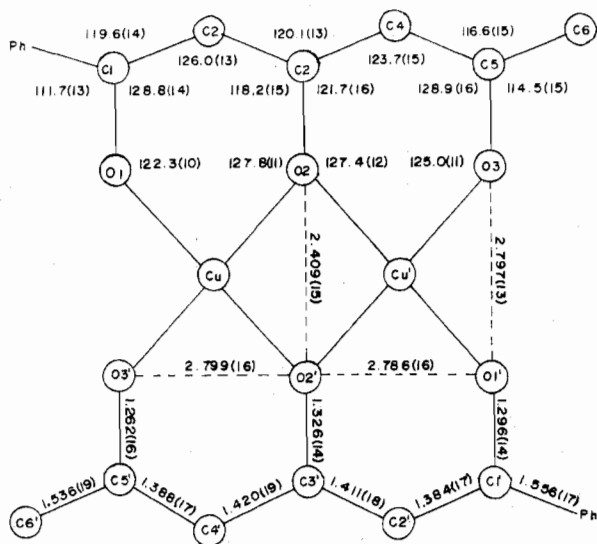 119.6(14) C2 120.1(13) C4 116.6(15) C6
Ph 126.0(13) 123.7(15)
C1 C2 C5
111.7(13) 128.8(14) 118.2(15) 121.7(16) 128.9(16) 114.5(15)
O1 122.3(10) 127.8(11) O2 127.4(12) 125.0(11) O3
2.409(15) 2.797(13)
Cu Cu'
O3' 2.799(16) O2' 2.786(16) O1'
1.262(16) 1.326(14) 1.296(14)
1.536(19) C5' 1.388(17) 1.420(19) C3' 1.411(18) 1.384(17) C1' 1.556(17)
C6' C4' C2' Ph